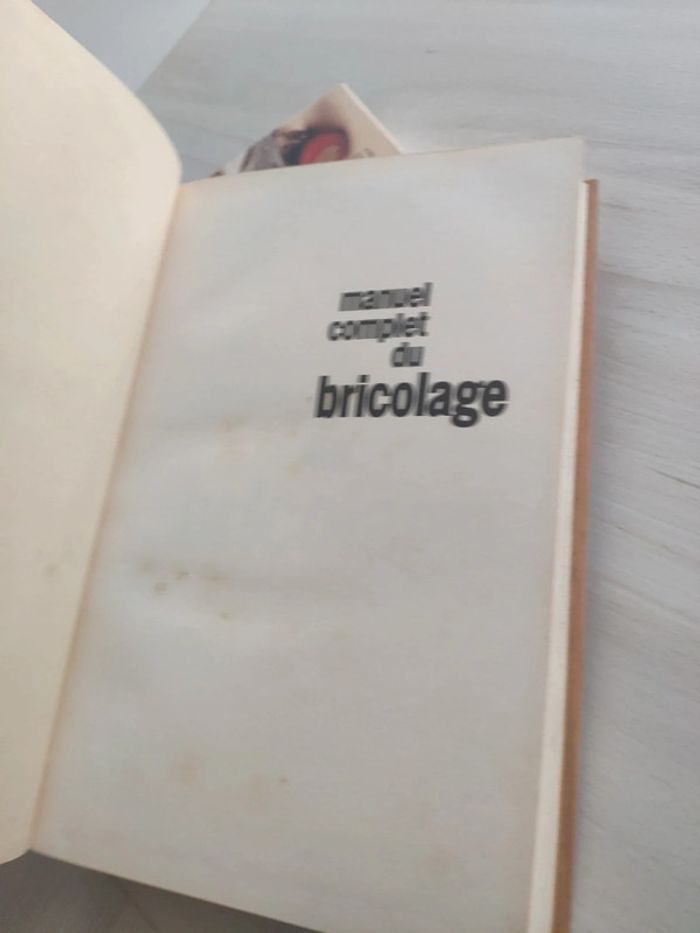 manuel
complet
du
bricolage